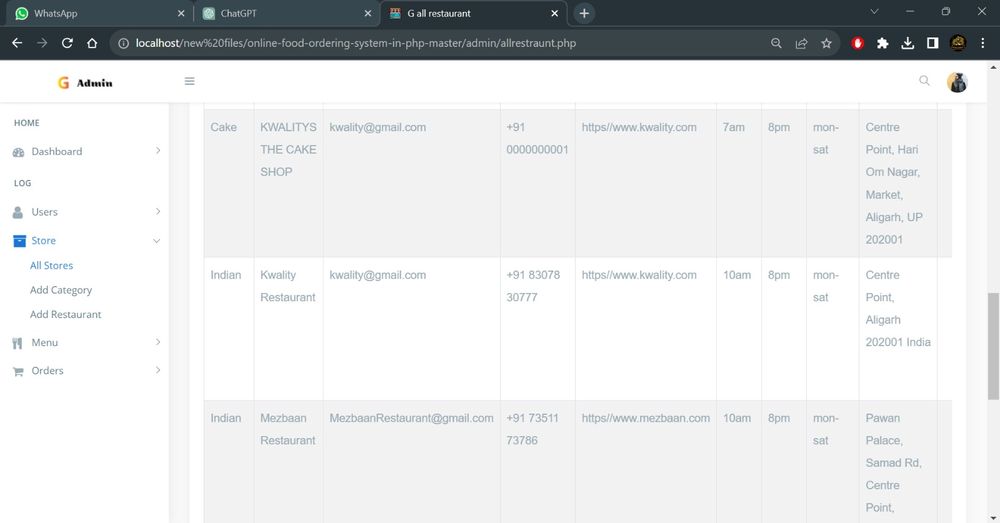 WhatsApp
ChatGPT
G all restaurant
localhost/new%20files/online-food-ordering-system-in-php-master/admin/allrestraunt.php
G Admin
HOME
Dashboard
LOG
Users
Store
All Stores
Add Category
Add Restaurant
Menu
Orders
Cake
KWALITYS
THE CAKE
SHOP
kwality@gmail.com
+91
0000000001
https//www.kwality.com
7am
8pm
mon-
sat
Centre
Point, Hari
Om Nagar,
Market,
Aligarh, UP
202001
Indian
Kwality
Restaurant
kwality@gmail.com
+91 83078
30777
https//www.kwality.com
10am
8pm
mon-
sat
Centre
Point,
Aligarh
202001 India
Indian
Mezbaan
Restaurant
MezbaanRestaurant@gmail.com
+91 73511
73786
https//www.mezbaan.com
10am
8pm
mon-
sat
Pawan
Palace,
Samad Rd,
Centre
Point,